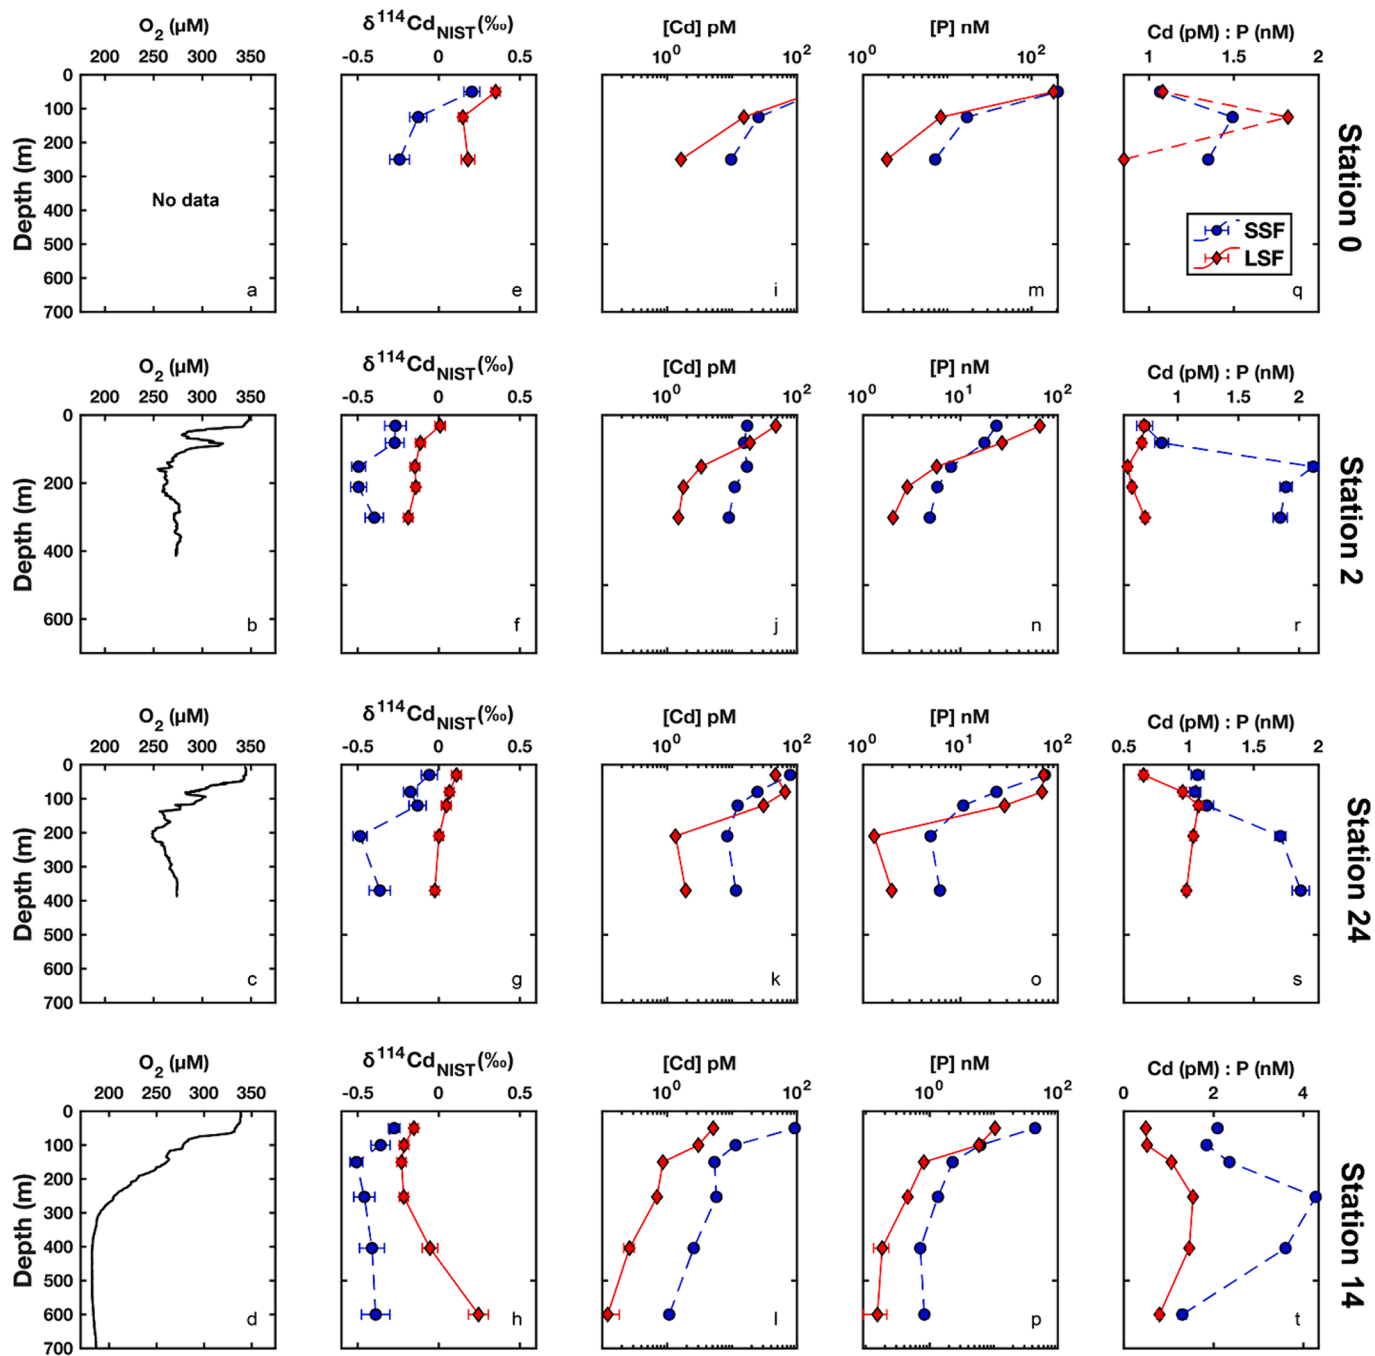 O2 (µM) δ114CdNIST(‰) [Cd] pM [P] nM Cd (pM) : P (nM)
200 250 300 350 -0.5 0 0.5 10^0 10^2 10^0 10^2 1 1.5 2
0
100
200
300
400
500
600
700
Depth (m)
No data
a e i m q
SSF
LSF
Station 0
O2 (µM) δ114CdNIST(‰) [Cd] pM [P] nM Cd (pM) : P (nM)
200 250 300 350 -0.5 0 0.5 10^0 10^2 10^0 10^1 10^2 1 1.5 2
0
200
400
600
Depth (m)
b f j n r
Station 2
O2 (µM) δ114CdNIST(‰) [Cd] pM [P] nM Cd (pM) : P (nM)
200 250 300 350 -0.5 0 0.5 10^0 10^2 10^0 10^1 10^2 0.5 1 1.5 2
0
100
200
300
400
500
600
700
Depth (m)
c g k o s
Station 24
O2 (µM) δ114CdNIST(‰) [Cd] pM [P] nM Cd (pM) : P (nM)
200 250 300 350 -0.5 0 0.5 10^0 10^2 10^0 10^2 0 2 4
0
100
200
300
400
500
600
700
Depth (m)
d h l p t
Station 14